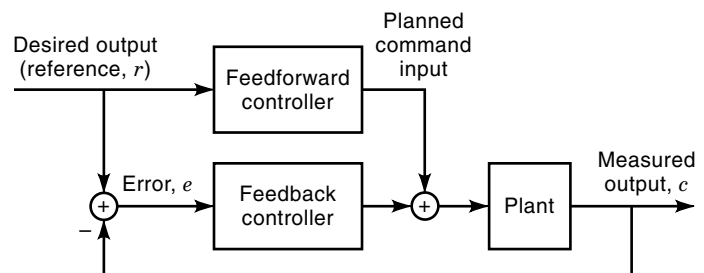 Desired output
(reference, r)
Feedforward
controller
Planned
command
input
+
−
Error, e
Feedback
controller
+
Plant
Measured
output, c